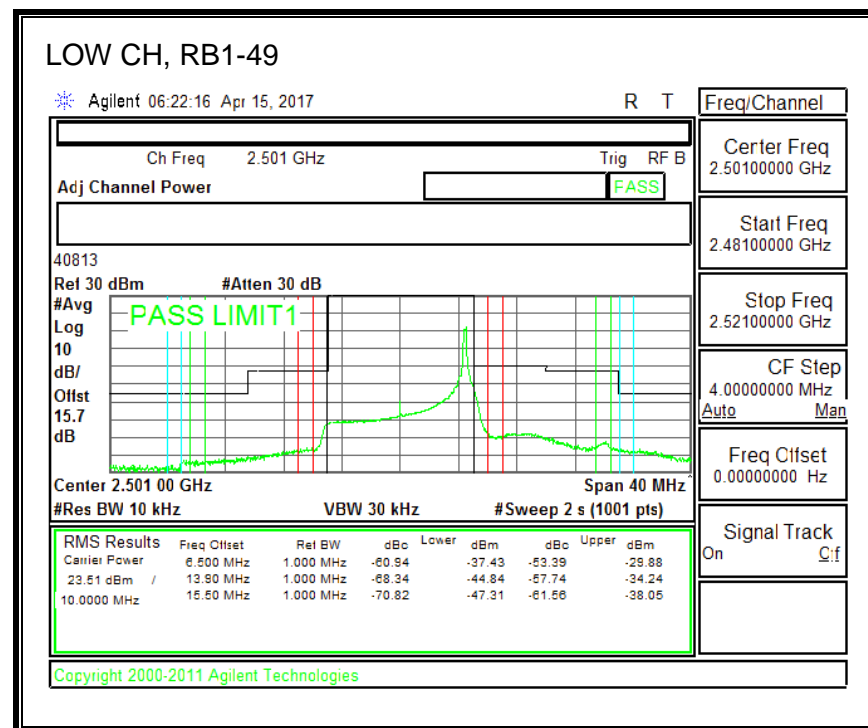 LOW CH, RB1-49
Agilent 06:22:16 Apr 15, 2017 R T
Freq/Channel
Ch Freq 2.501 GHz Trig RF B
Adj Channel Power PASS
Center Freq
2.50100000 GHz
Start Freq
2.48100000 GHz
Stop Freq
2.52100000 GHz
CF Step
4.00000000 MHz
Auto Man
Freq Offset
0.00000000 Hz
Signal Track
On Off
40813
Ref 30 dBm #Atten 30 dB
#Avg
Log
10
dB/
Offst
15.7
dB
PASS LIMIT1
Center 2.501 00 GHz Span 40 MHz
#Res BW 10 kHz VBW 30 kHz #Sweep 2 s (1001 pts)
RMS Results Freq Offset Ref BW dBc Lower dBm dBc Upper dBm
Carrier Power 6.500 MHz 1.000 MHz -60.94 -37.43 -53.39 -29.88
23.51 dBm / 13.90 MHz 1.000 MHz -68.34 -44.84 -57.74 -34.24
10.0000 MHz 15.50 MHz 1.000 MHz -70.82 -47.31 -61.56 -38.05
Copyright 2000-2011 Agilent Technologies